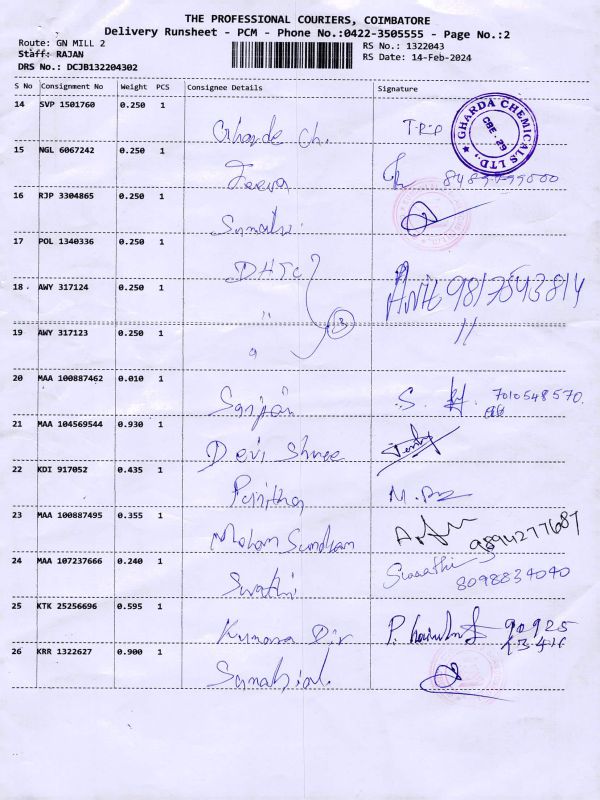 THE PROFESSIONAL COURIERS, COIMBATORE
Delivery Runsheet - PCM - Phone No.:0422-3505555 - Page No.:2
Route: GN MILL 2
Staff: RAJAN
DRS No.: DCJB132204302
RS No.: 1322043
RS Date: 14-Feb-2024
S No Consignment No Weight PCS Consignee Details Signature
14 SVP 1501760 0.250 1
Gharde Ch.
GHARDA CHEMICALS LTD., CBE. 29
15 NGL 6067242 0.250 1
Jeeva
16 RJP 3304865 0.250 1
Sumathi
17 POL 1340336 0.250 1
DHTC
18 AWY 317124 0.250 1
" 3 Anil 9817543814
19 AWY 317123 0.250 1
" "
20 MAA 100887462 0.010 1
S. 7010548570.
21 MAA 104569544 0.930 1
Devi Shree
22 KDI 917052 0.435 1
Punitha
23 MAA 100887495 0.355 1
Mohan Sundram 9894277687
24 MAA 107237666 0.240 1
Swathi Swathi 8098834040
25 KTK 25256696 0.595 1
Kumara 90925
26 KRR 1322627 0.900 1